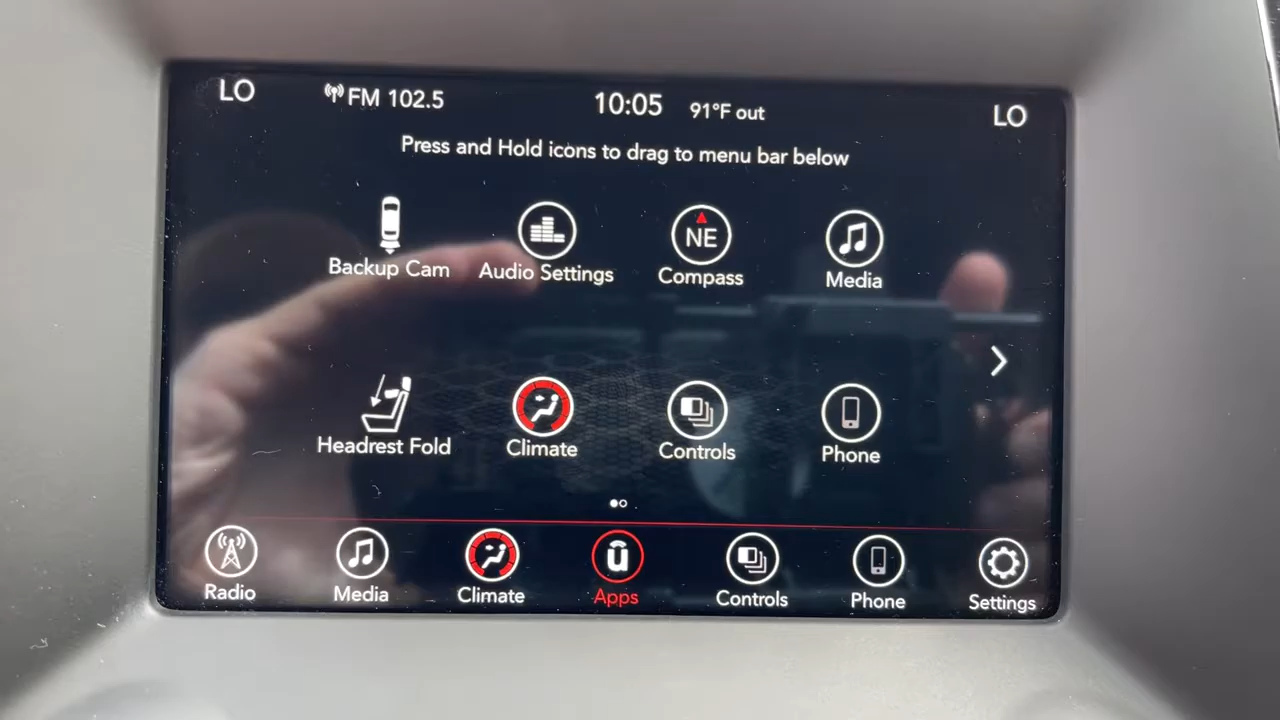 LO FM 102.5 10:05 91°F out LO
Press and Hold icons to drag to menu bar below
NE
Backup Cam Audio Settings Compass Media
Headrest Fold Climate Controls Phone
ū
Radio Media Climate Apps Controls Phone Settings